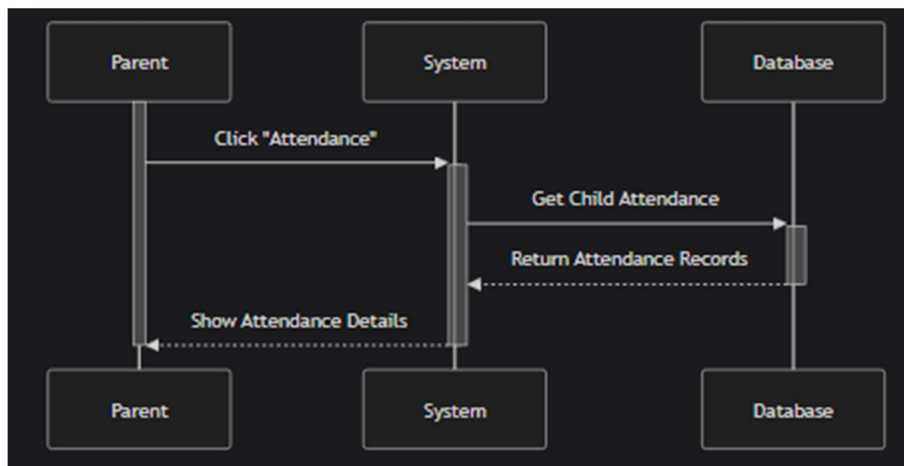 Parent
System
Database
Click "Attendance"
Get Child Attendance
Return Attendance Records
Show Attendance Details
Parent
System
Database